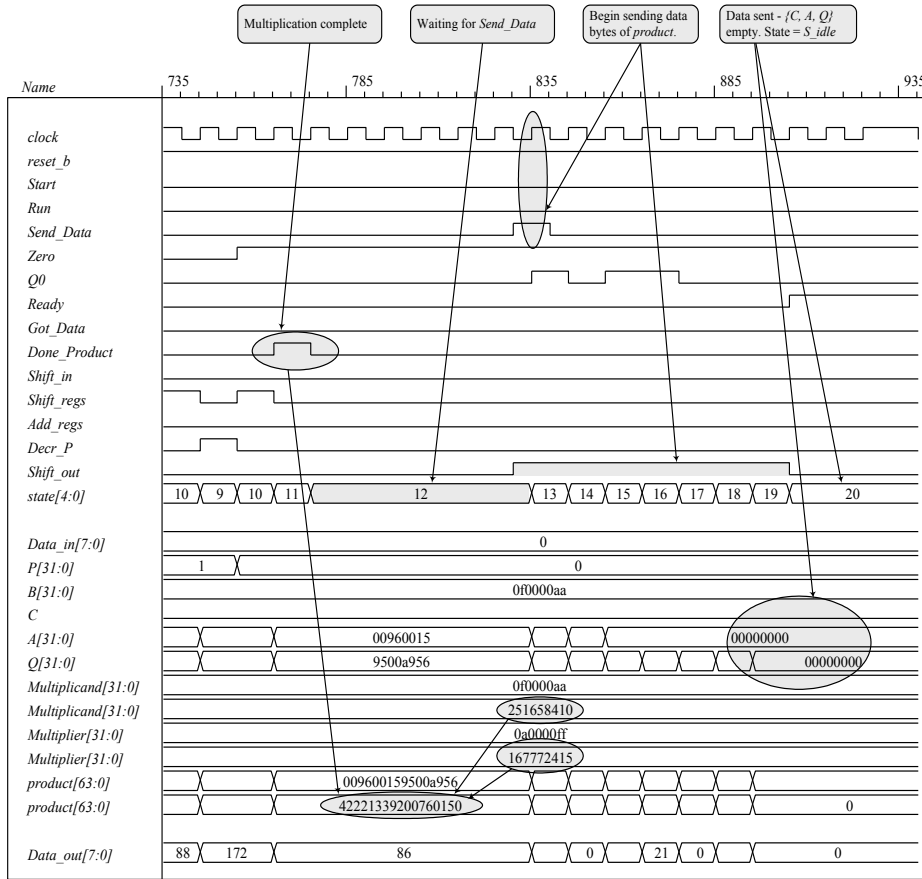 Multiplication complete
Waiting for Send_Data
Begin sending data
bytes of product.
Data sent - {C, A, Q}
empty. State = S_idle
Name
735 785 835 885 935
clock
reset_b
Start
Run
Send_Data
Zero
Q0
Ready
Got_Data
Done_Product
Shift_in
Shift_regs
Add_regs
Decr_P
Shift_out
state[4:0] 10 9 10 11 12 13 14 15 16 17 18 19 20
Data_in[7:0] 0
P[31:0] 1 0
B[31:0] 0f0000aa
C
A[31:0] 00960015 00000000
Q[31:0] 9500a956 00000000
Multiplicand[31:0] 0f0000aa
Multiplicand[31:0] 251658410
Multiplier[31:0] 0a0000ff
Multiplier[31:0] 167772415
product[63:0] 009600159500a956
product[63:0] 42221339200760150 0
Data_out[7:0] 88 172 86 0 21 0 0